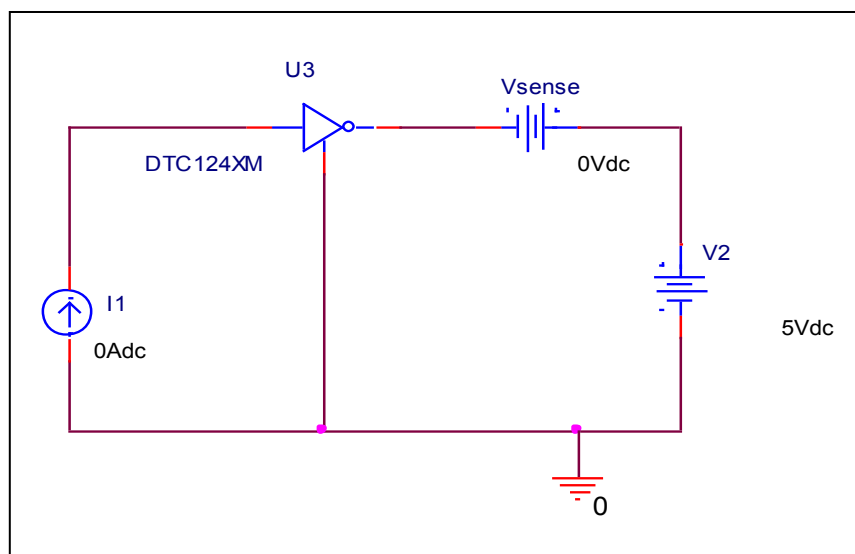 U3
Vsense
DTC124XM
0Vdc
V2
I1
5Vdc
0Adc
0